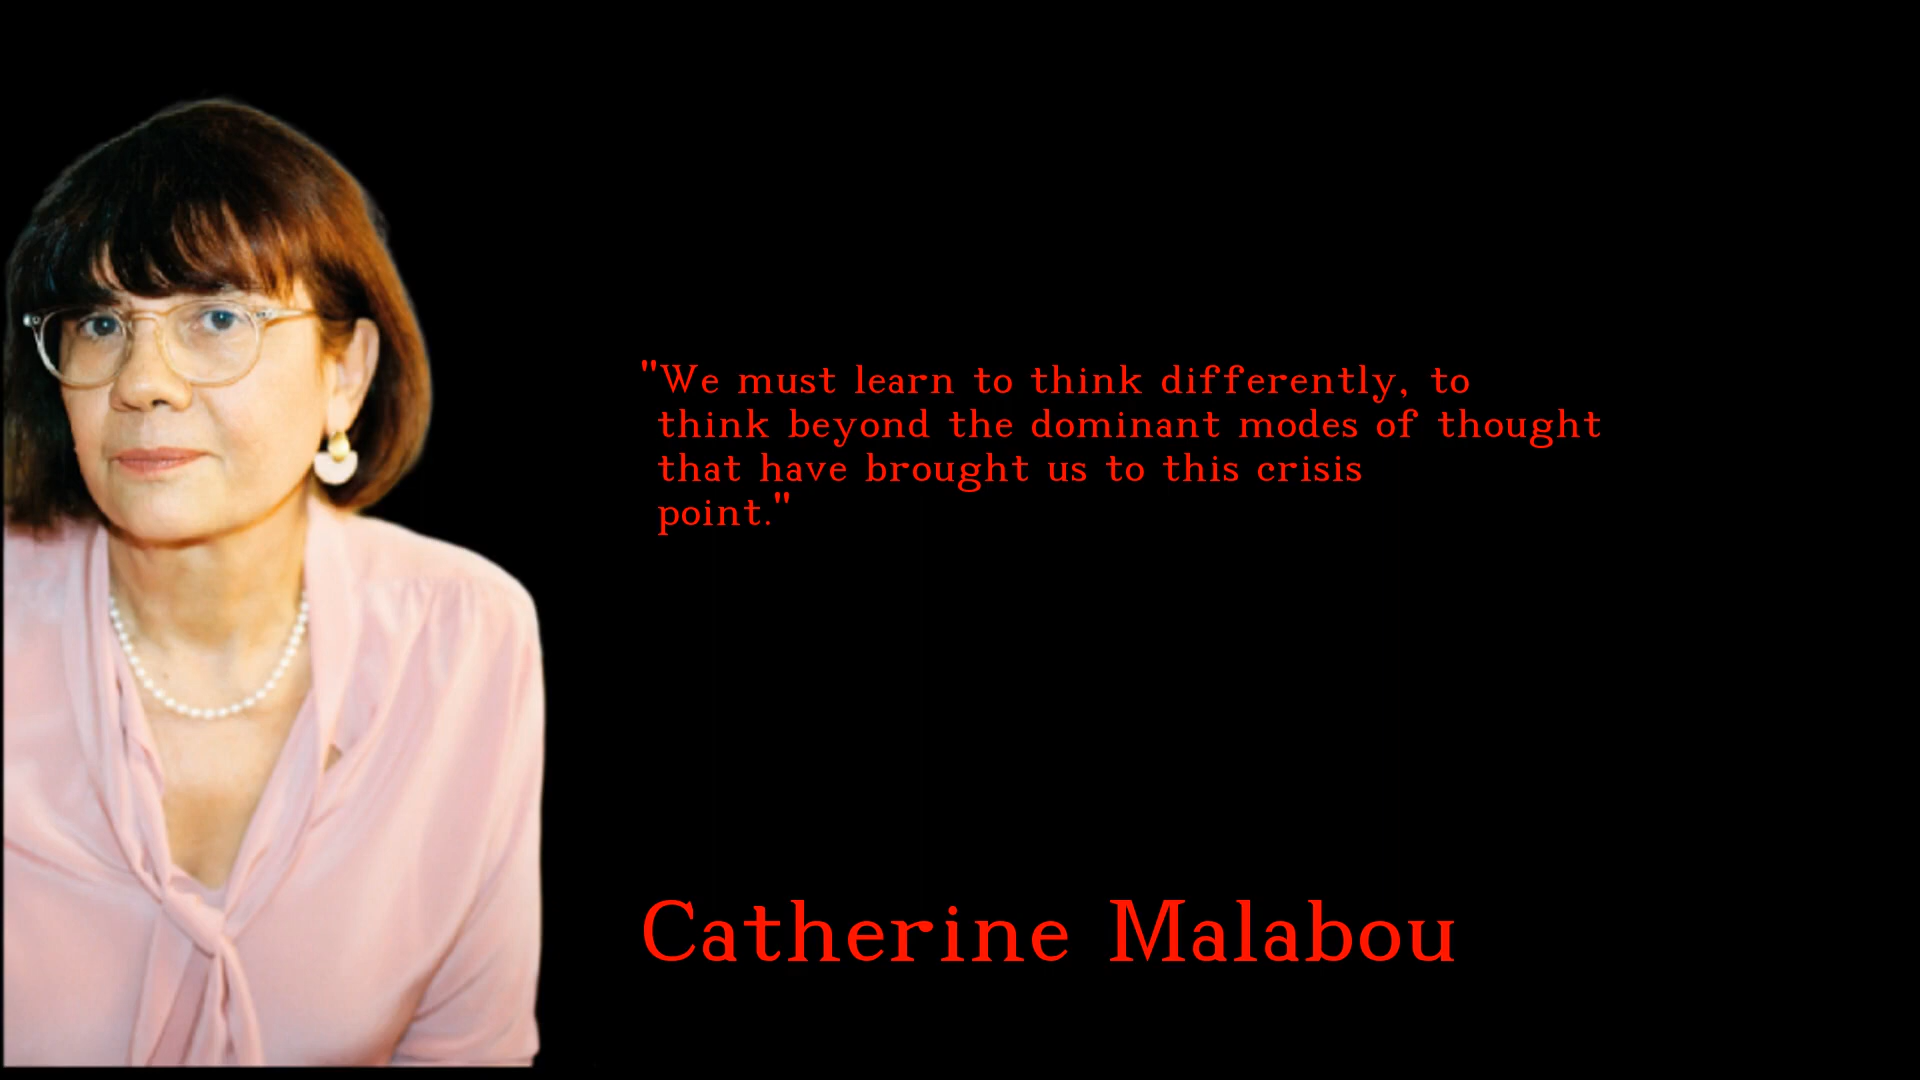 "We must learn to think differently, to
think beyond the dominant modes of thought
that have brought us to this crisis
point."
Catherine Malabou